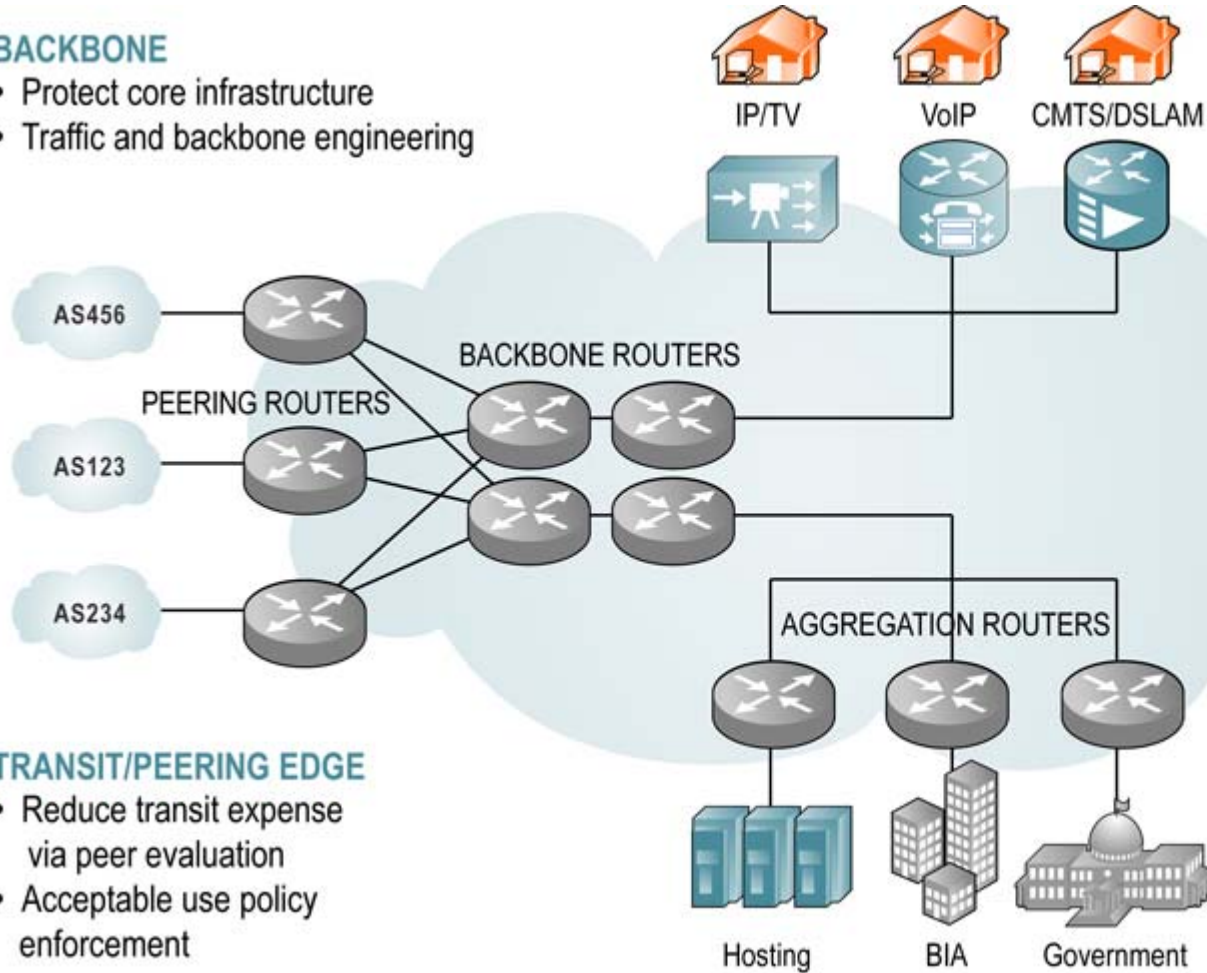 BACKBONE
• Protect core infrastructure
• Traffic and backbone engineering
IP/TV
VoIP
CMTS/DSLAM
AS456
BACKBONE ROUTERS
PEERING ROUTERS
AS123
AS234
AGGREGATION ROUTERS
TRANSIT/PEERING EDGE
• Reduce transit expense
via peer evaluation
• Acceptable use policy
enforcement
Hosting
BIA
Government